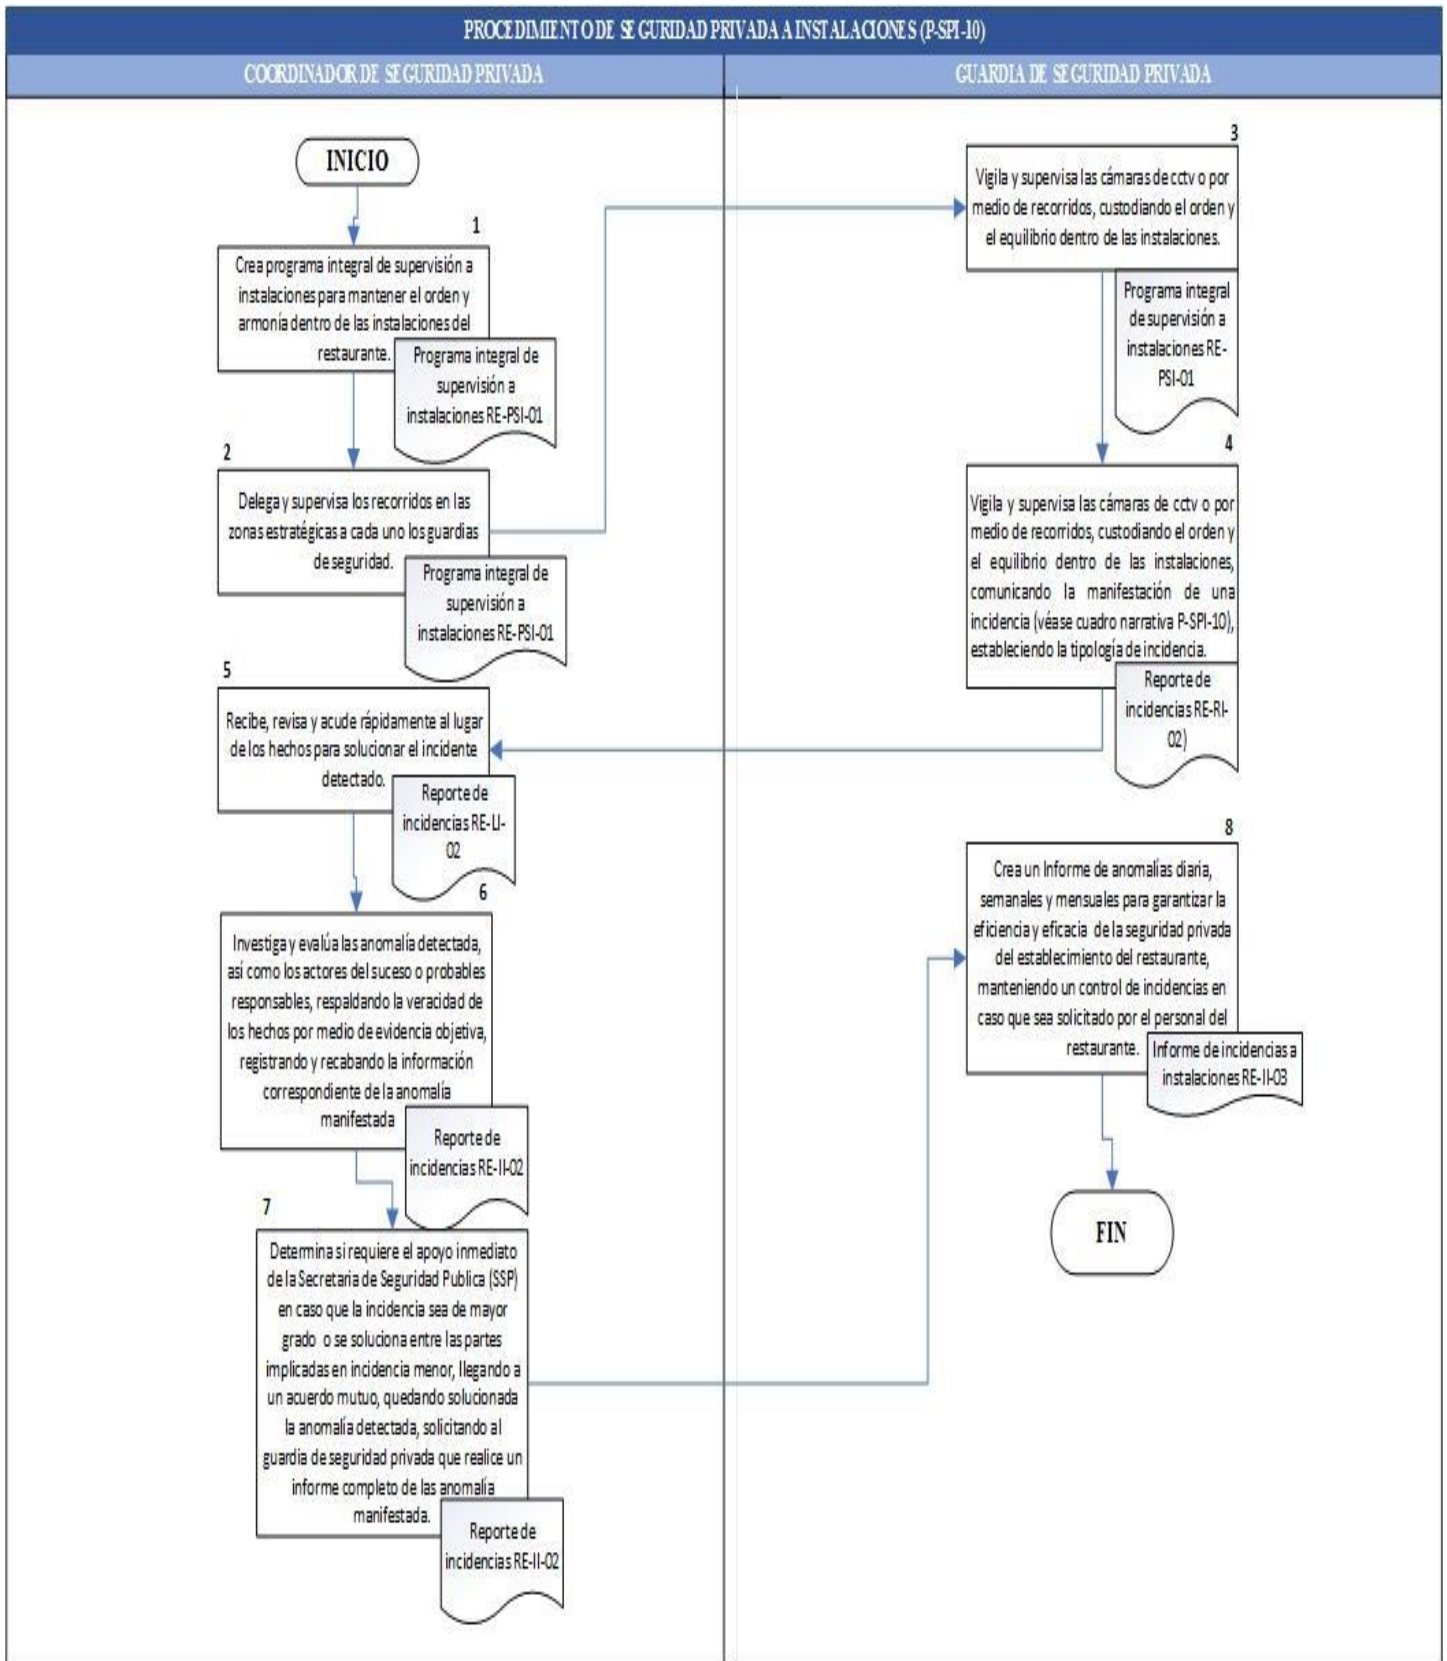 PROCEDIMIENTO DE SEGURIDAD PRIVADA A INSTALACIONES (P-SPI-10)
COORDINADOR DE SEGURIDAD PRIVADA
GUARDIA DE SEGURIDAD PRIVADA
INICIO
1
Crea programa integral de supervisión a
instalaciones para mantener el orden y
armonía dentro de las instalaciones del
restaurante.
Programa integral de
supervisión a
instalaciones RE-PSI-01
2
Delega y supervisa los recorridos en las
zonas estratégicas a cada uno los guardias
de seguridad.
Programa integral de
supervisión a
instalaciones RE-PSI-01
3
Vigila y supervisa las cámaras de cctv o por
medio de recorridos, custodiando el orden y
el equilibrio dentro de las instalaciones.
Programa integral
de supervisión a
instalaciones RE-
PSI-01
4
Vigila y supervisa las cámaras de cctv o por
medio de recorridos, custodiando el orden y
el equilibrio dentro de las instalaciones,
comunicando la manifestación de una
incidencia (véase cuadro narrativa P-SPI-10),
estableciendo la tipología de incidencia.
Reporte de
incidencias RE-RI-
02)
5
Recibe, revisa y acude rápidamente al lugar
de los hechos para solucionar el incidente
detectado.
Reporte de
incidencias RE-LI-
02
6
Investiga y evalúa las anomalía detectada,
así como los actores del suceso o probables
responsables, respaldando la veracidad de
los hechos por medio de evidencia objetiva,
registrando y recabando la información
correspondiente de la anomalía
manifestada
Reporte de
incidencias RE-II-02
7
Determina si requiere el apoyo inmediato
de la Secretaria de Seguridad Publica (SSP)
en caso que la incidencia sea de mayor
grado o se soluciona entre las partes
implicadas en incidencia menor, llegando a
un acuerdo mutuo, quedando solucionada
la anomalía detectada, solicitando al
guardia de seguridad privada que realice un
informe completo de las anomalía
manifestada.
Reporte de
incidencias RE-II-02
8
Crea un Informe de anomalías diaria,
semanales y mensuales para garantizar la
eficiencia y eficacia de la seguridad privada
del establecimiento del restaurante,
manteniendo un control de incidencias en
caso que sea solicitado por el personal del
restaurante.
Informe de incidencias a
instalaciones RE-II-03
FIN